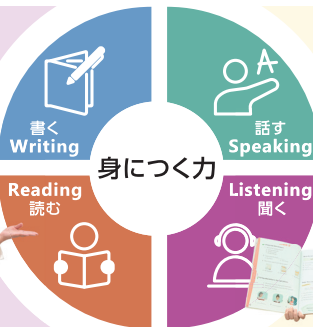 書く
Writing
話す
Speaking
身につく力
Reading
読む
Listening
聞く